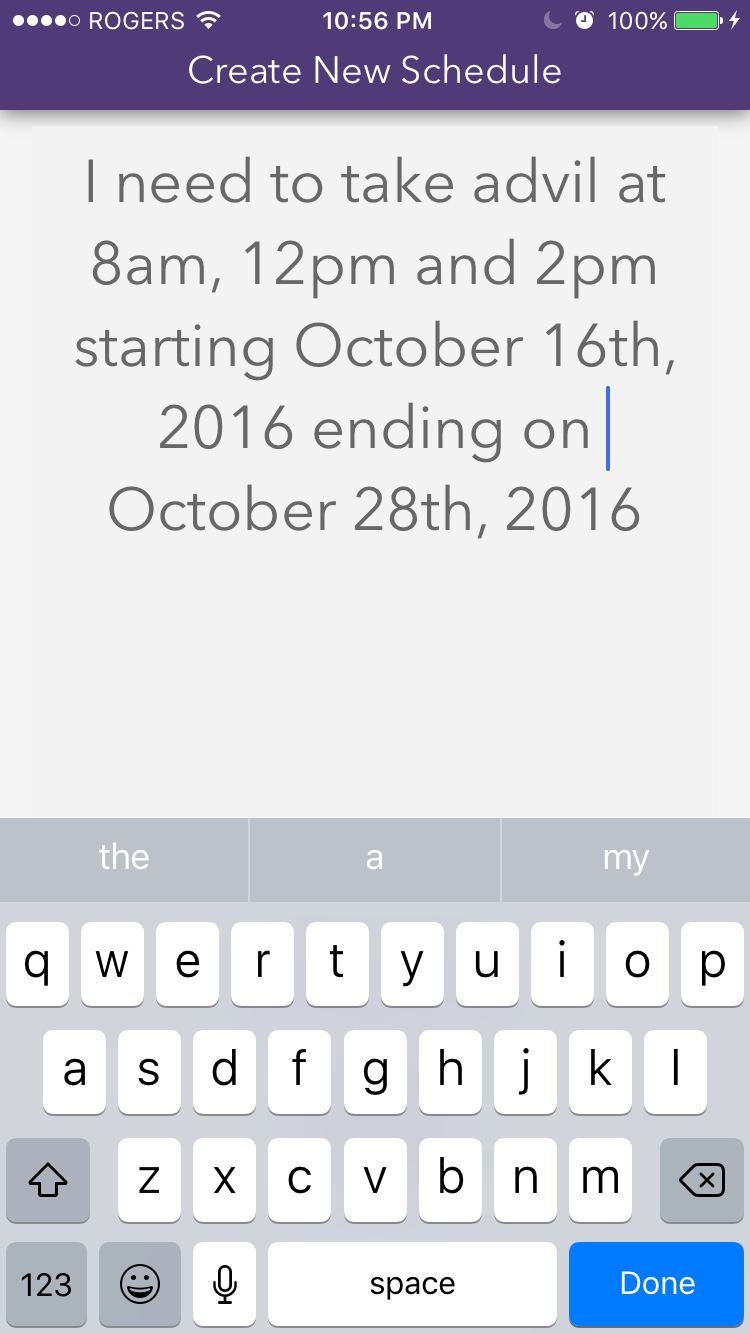 ROGERS 10:56 PM 100%
Create New Schedule
I need to take advil at
8am, 12pm and 2pm
starting October 16th,
2016 ending on
October 28th, 2016
the a my
q w e r t y u i o p
a s d f g h j k l
z x c v b n m
123 space Done